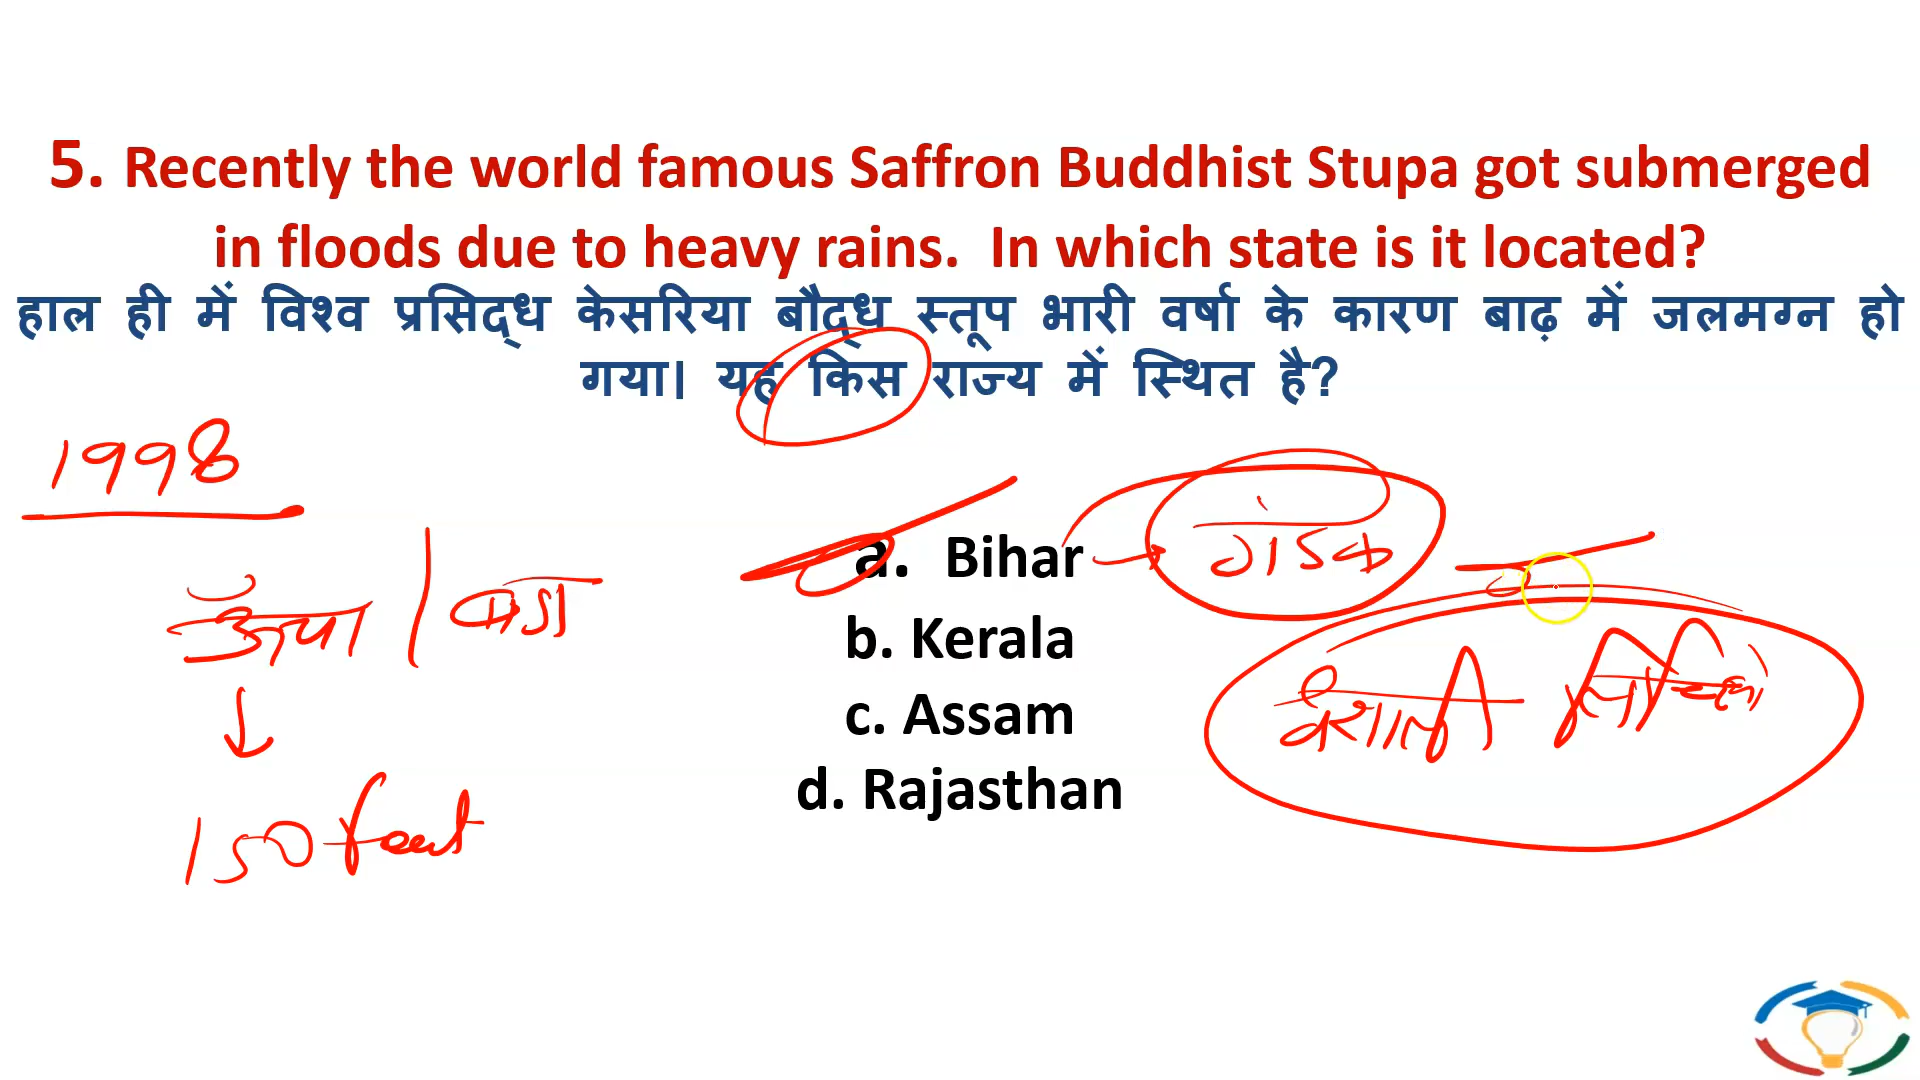 5. Recently the world famous Saffron Buddhist Stupa got submerged
in floods due to heavy rains. In which state is it located?
हाल ही में विश्व प्रसिद्ध केसरिया बौद्ध स्तूप भारी वर्षा के कारण बाढ़ में जलमग्न हो
गया। यह किस राज्य में स्थित है?
1998
150 feet
a. Bihar
गंडक
b. Kerala
c. Assam
d. Rajasthan